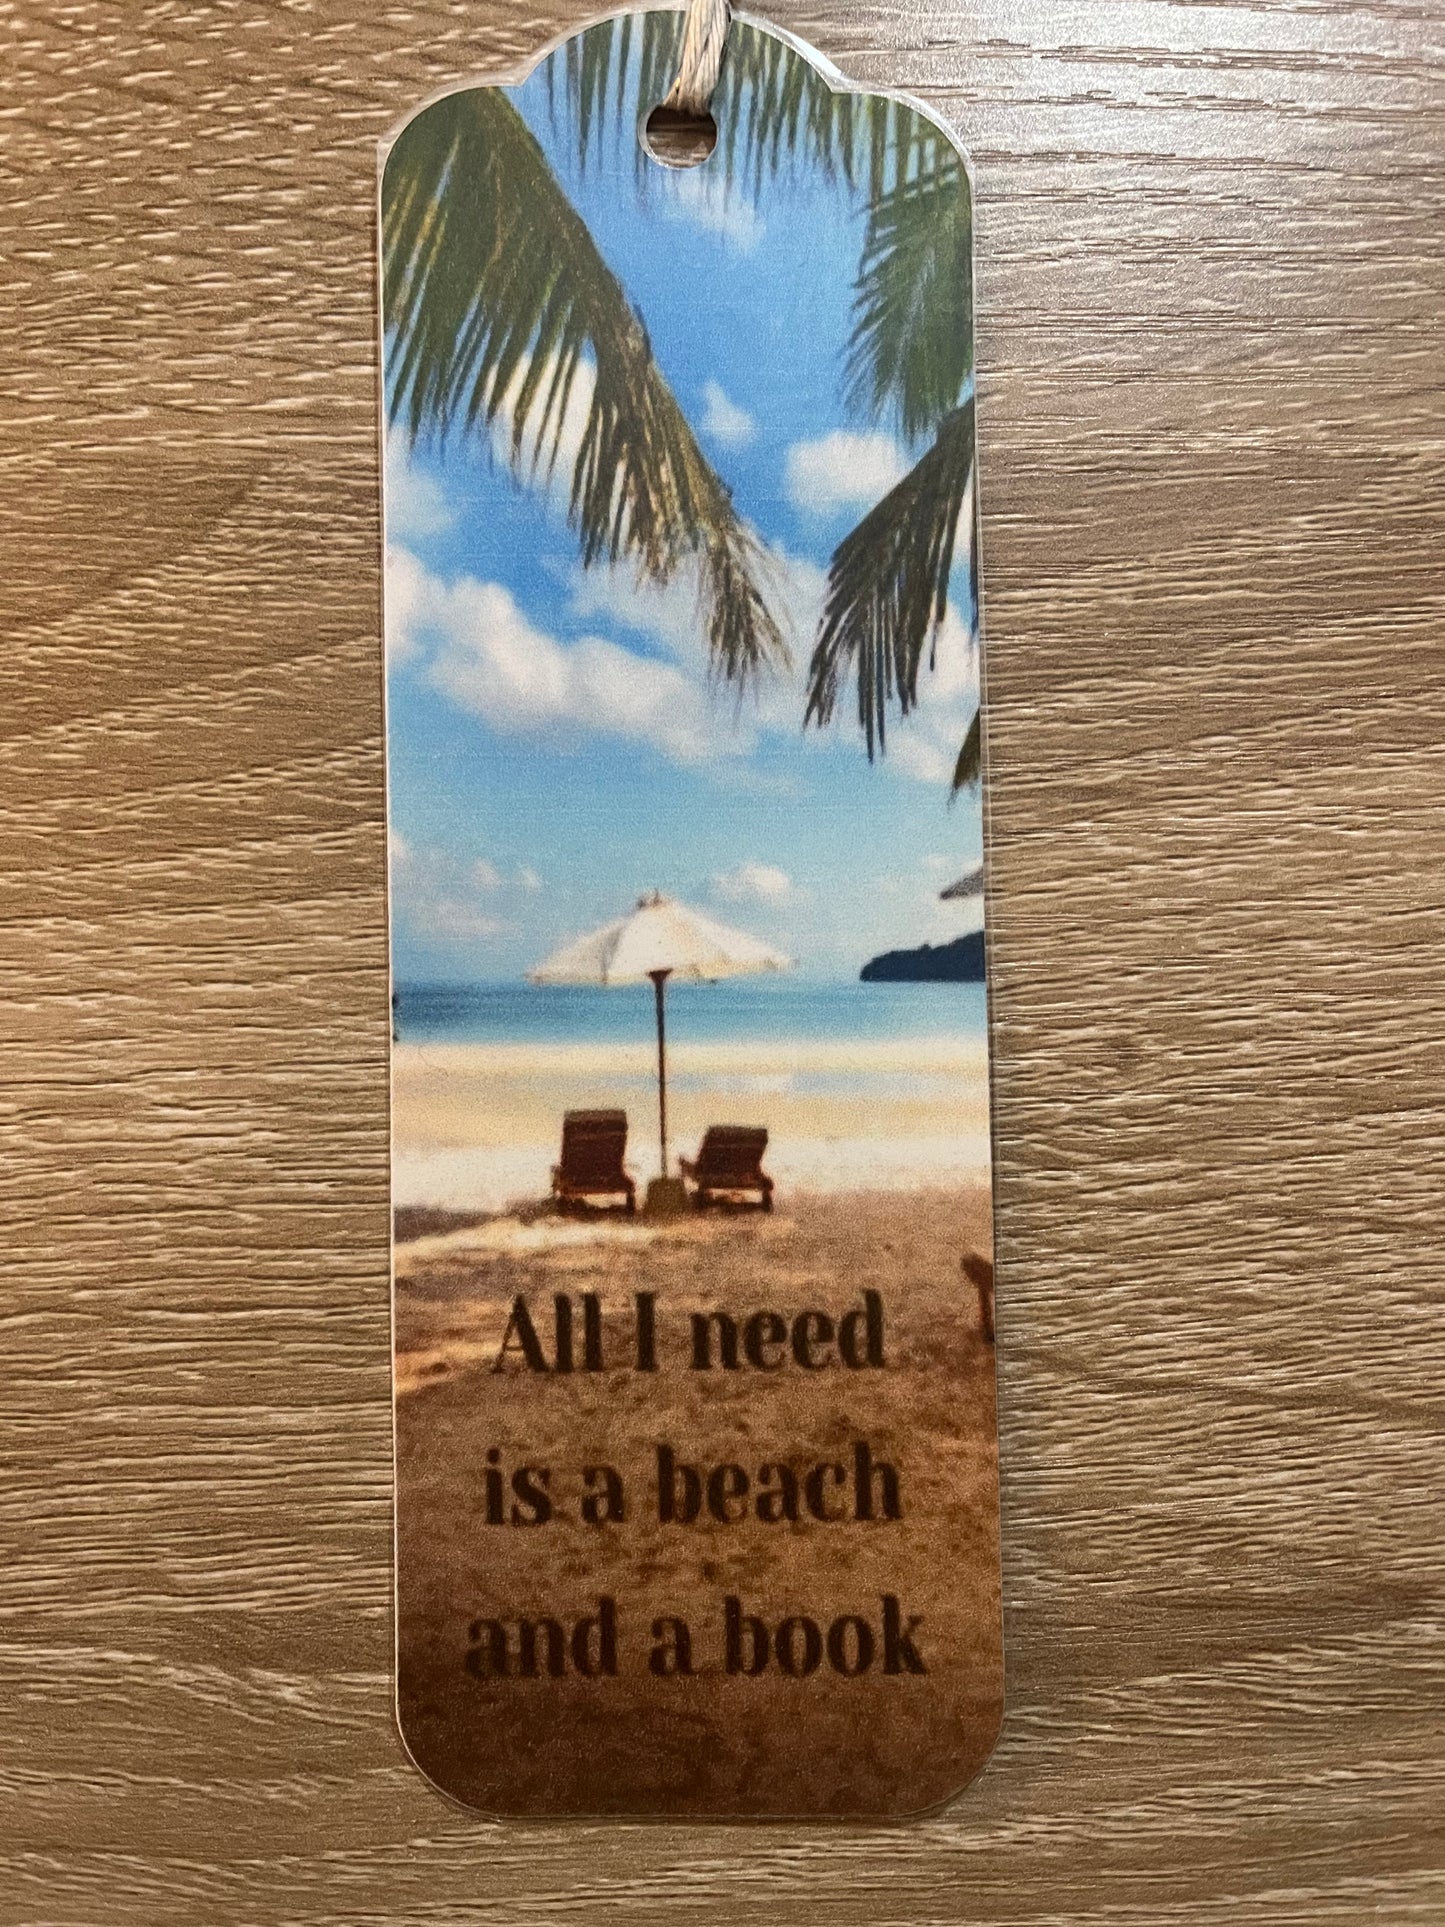 All I need
is a beach
and a book